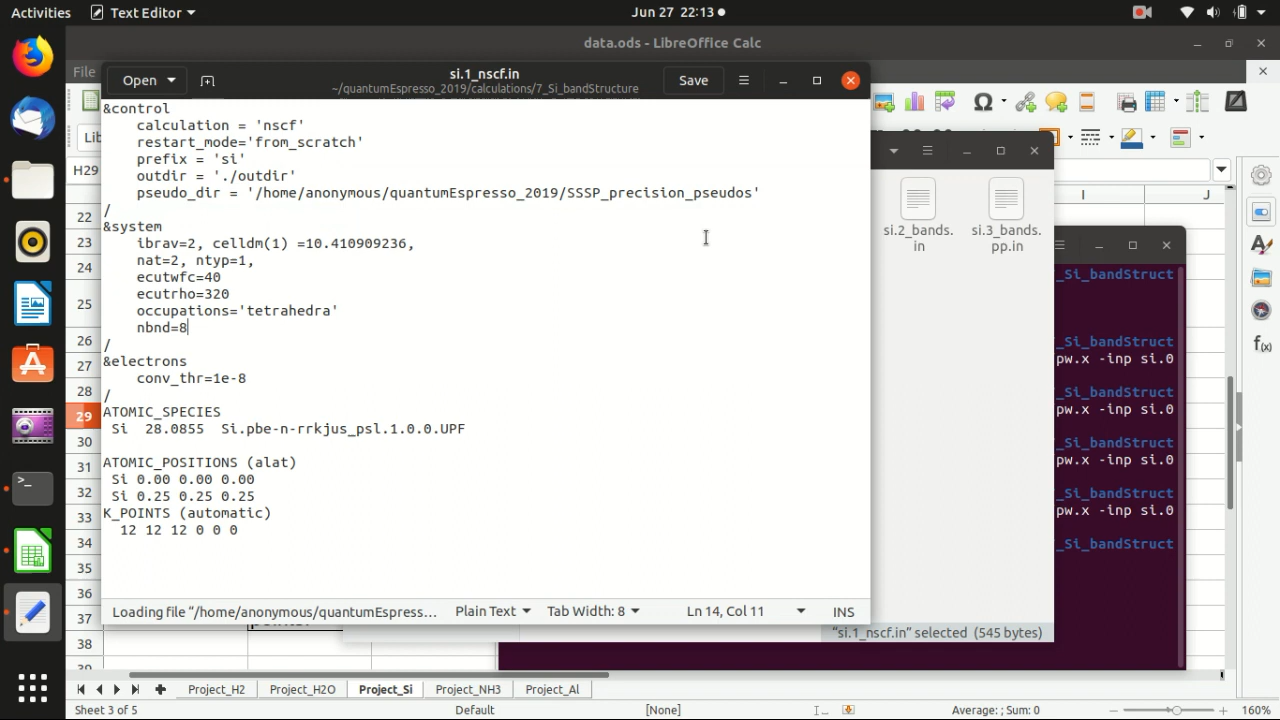 Activities Text Editor Jun 27 22:13
data.ods - LibreOffice Calc
File
Open si.1_nscf.in Save
~/quantumEspresso_2019/calculations/7_Si_bandStructure
&control
calculation = 'nscf'
restart_mode='from_scratch'
prefix = 'si'
outdir = './outdir'
pseudo_dir = '/home/anonymous/quantumEspresso_2019/SSSP_precision_pseudos'
/
&system
ibrav=2, celldm(1) =10.410909236,
nat=2, ntyp=1,
ecutwfc=40
ecutrho=320
occupations='tetrahedra'
nbnd=8
/
&electrons
conv_thr=1e-8
/
ATOMIC_SPECIES
Si 28.0855 Si.pbe-n-rrkjus_psl.1.0.0.UPF
ATOMIC_POSITIONS (alat)
Si 0.00 0.00 0.00
Si 0.25 0.25 0.25
K_POINTS (automatic)
12 12 12 0 0 0
Loading file "/home/anonymous/quantumEspress... Plain Text Tab Width: 8 Ln 14, Col 11 INS
Lib
H29
22
23
24
25
26
27
28
29
30
31
32
33
34
35
36
37
38
I J
si.2_bands.
in
si.3_bands.
pp.in
"si.1_nscf.in" selected (545 bytes)
_Si_bandStruct
_Si_bandStruct
pw.x -inp si.0
_Si_bandStruct
pw.x -inp si.0
_Si_bandStruct
pw.x -inp si.0
_Si_bandStruct
pw.x -inp si.0
_Si_bandStruct
Project_H2 Project_H2O Project_Si Project_NH3 Project_Al
Sheet 3 of 5 Default [None] Average: ; Sum: 0 160%